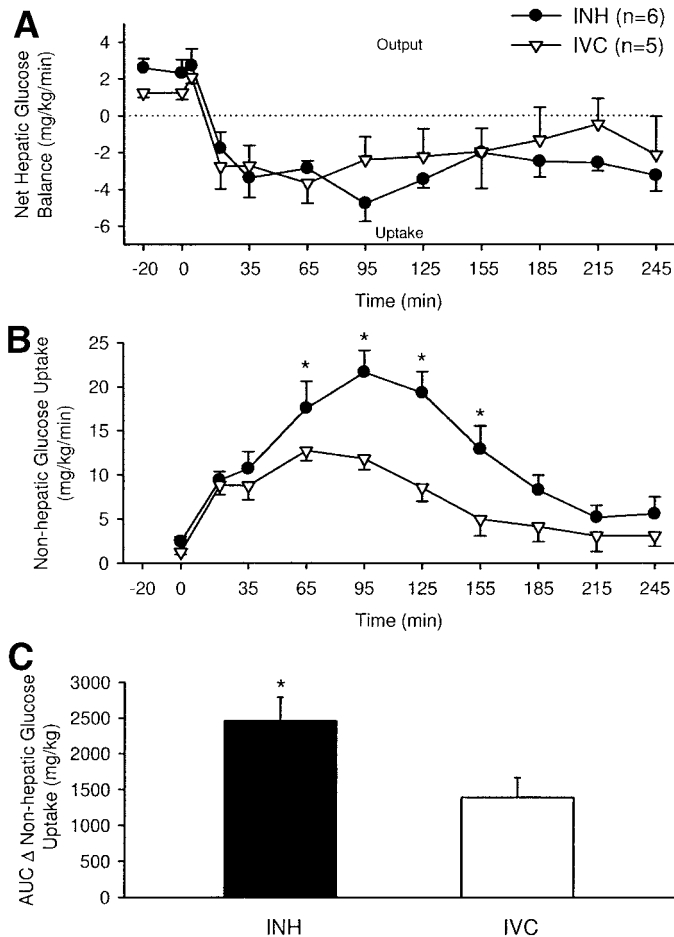 A
INH (n=6)
IVC (n=5)
Output
Net Hepatic Glucose
Balance (mg/kg/min)
4
2
0
-2
-4
-6
Uptake
-20 0 35 65 95 125 155 185 215 245
Time (min)
B
Non-hepatic Glucose Uptake
(mg/kg/min)
25
20
15
10
5
0
* * * *
-20 0 35 65 95 125 155 185 215 245
Time (min)
C
AUC Δ Non-hepatic Glucose
Uptake (mg/kg)
3000
2500
2000
1500
1000
500
0
*
INH IVC